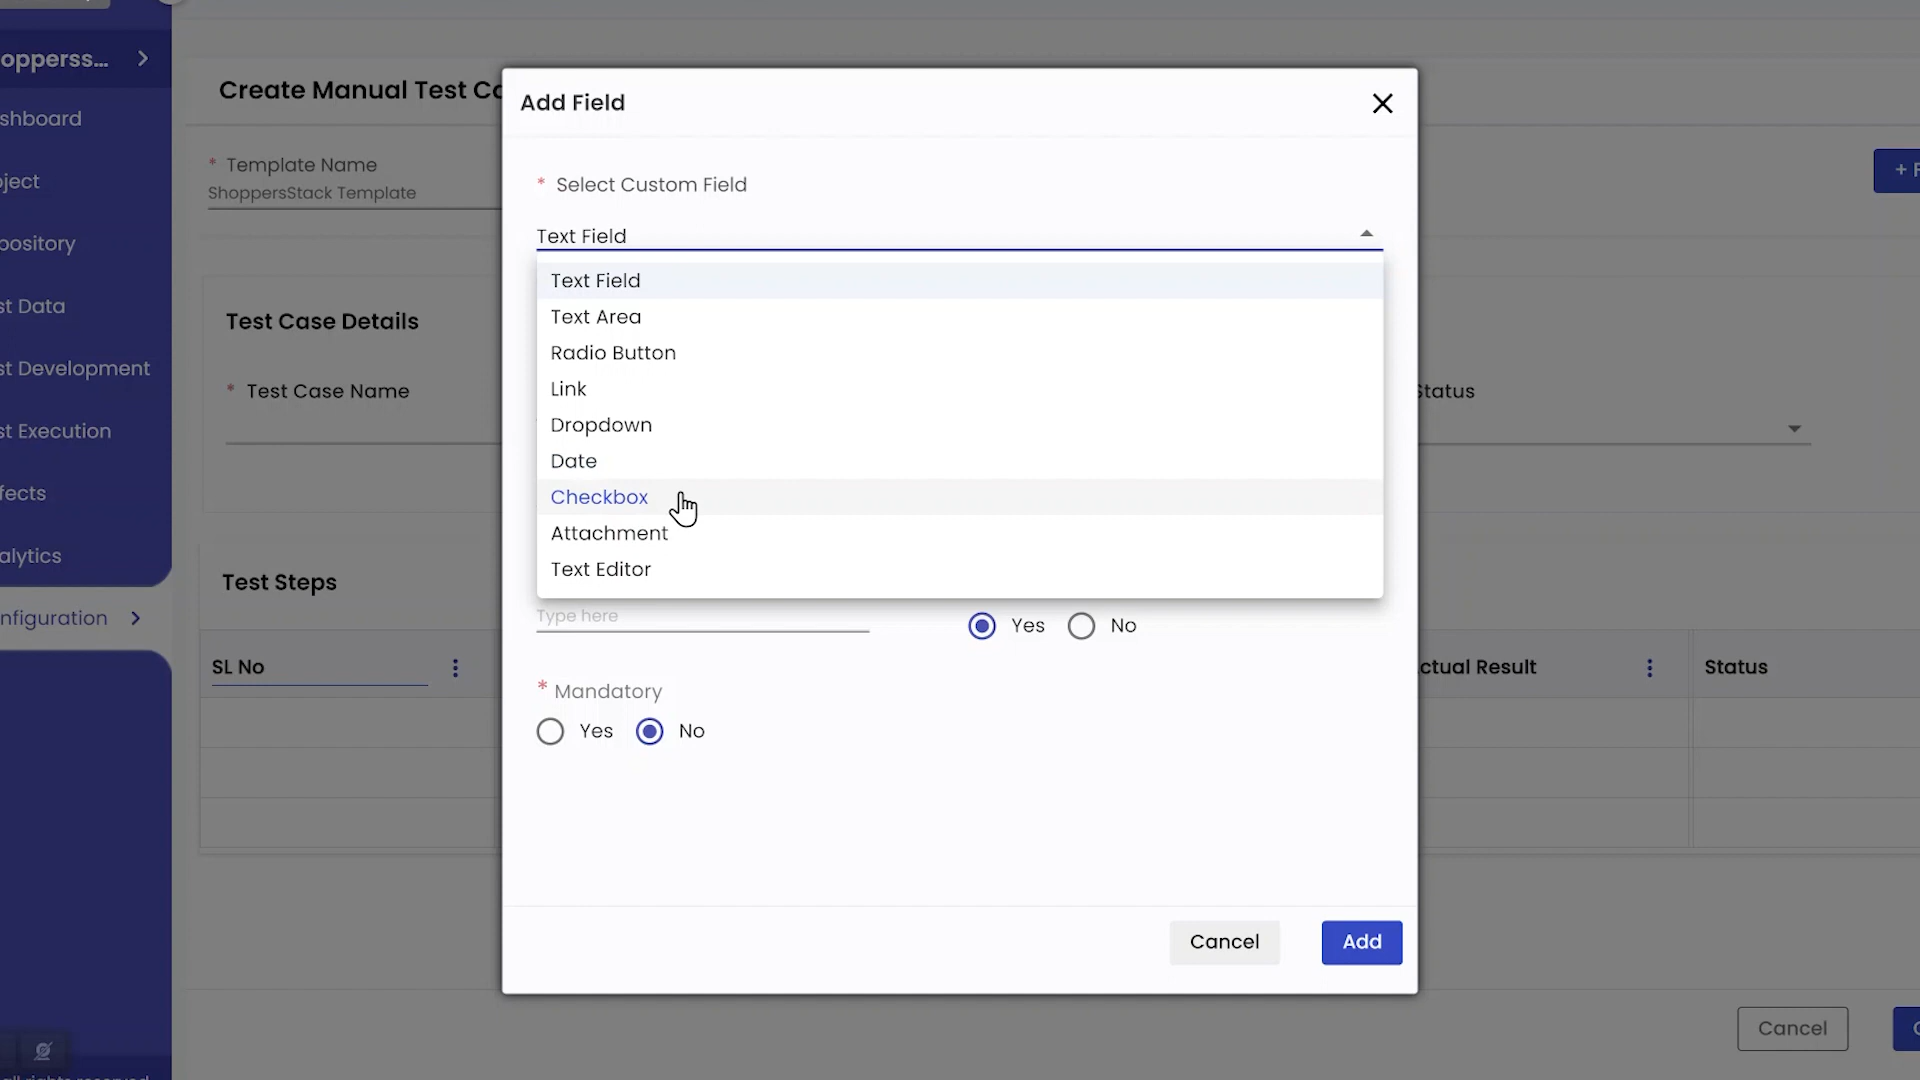 opperss...
shboard
ject
pository
st Data
st Development
st Execution
fects
alytics
nfiguration
all rights reserved
Create Manual Test Ca
* Template Name
ShoppersStack Template
+ F
Test Case Details
* Test Case Name
Status
Test Steps
SL No
ctual Result
Status
Cancel
Add Field
* Select Custom Field
Text Field
Text Field
Text Area
Radio Button
Link
Dropdown
Date
Checkbox
Attachment
Text Editor
Type here
Yes
No
* Mandatory
Yes
No
Cancel
Add